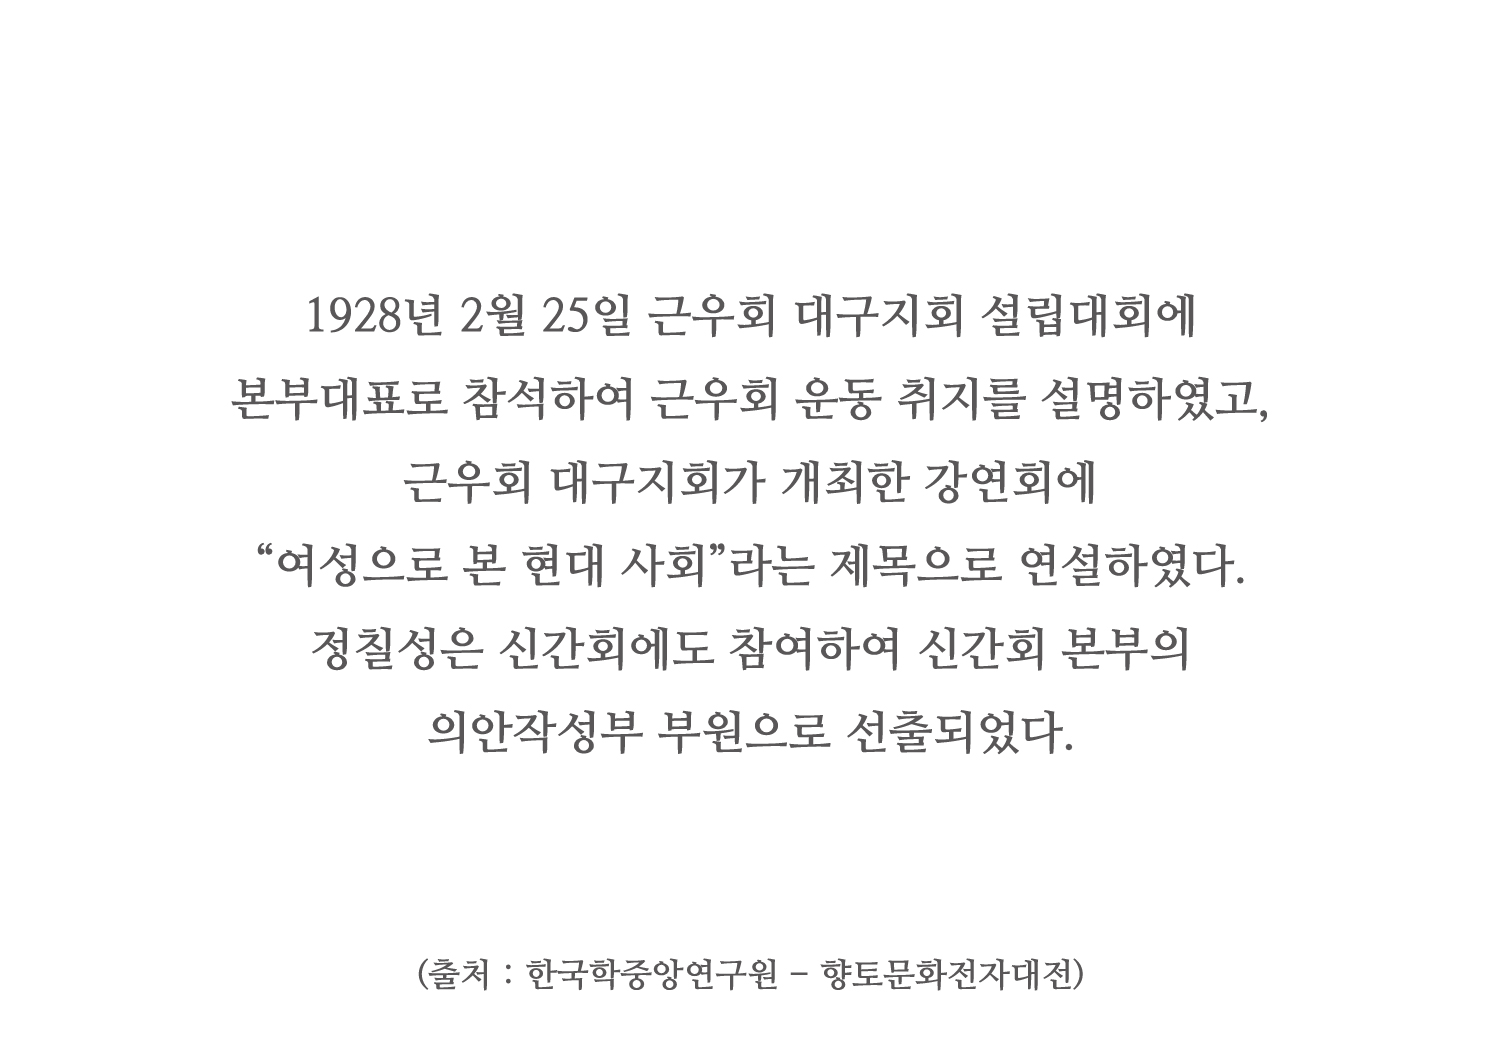 1928년 2월 25일 근우회 대구지회 설립대회에
본부대표로 참석하여 근우회 운동 취지를 설명하였고,
근우회 대구지회가 개최한 강연회에
“여성으로 본 현대 사회”라는 제목으로 연설하였다.
정칠성은 신간회에도 참여하여 신간회 본부의
의안작성부 부원으로 선출되었다.
(출처 : 한국학중앙연구원 – 향토문화전자대전)